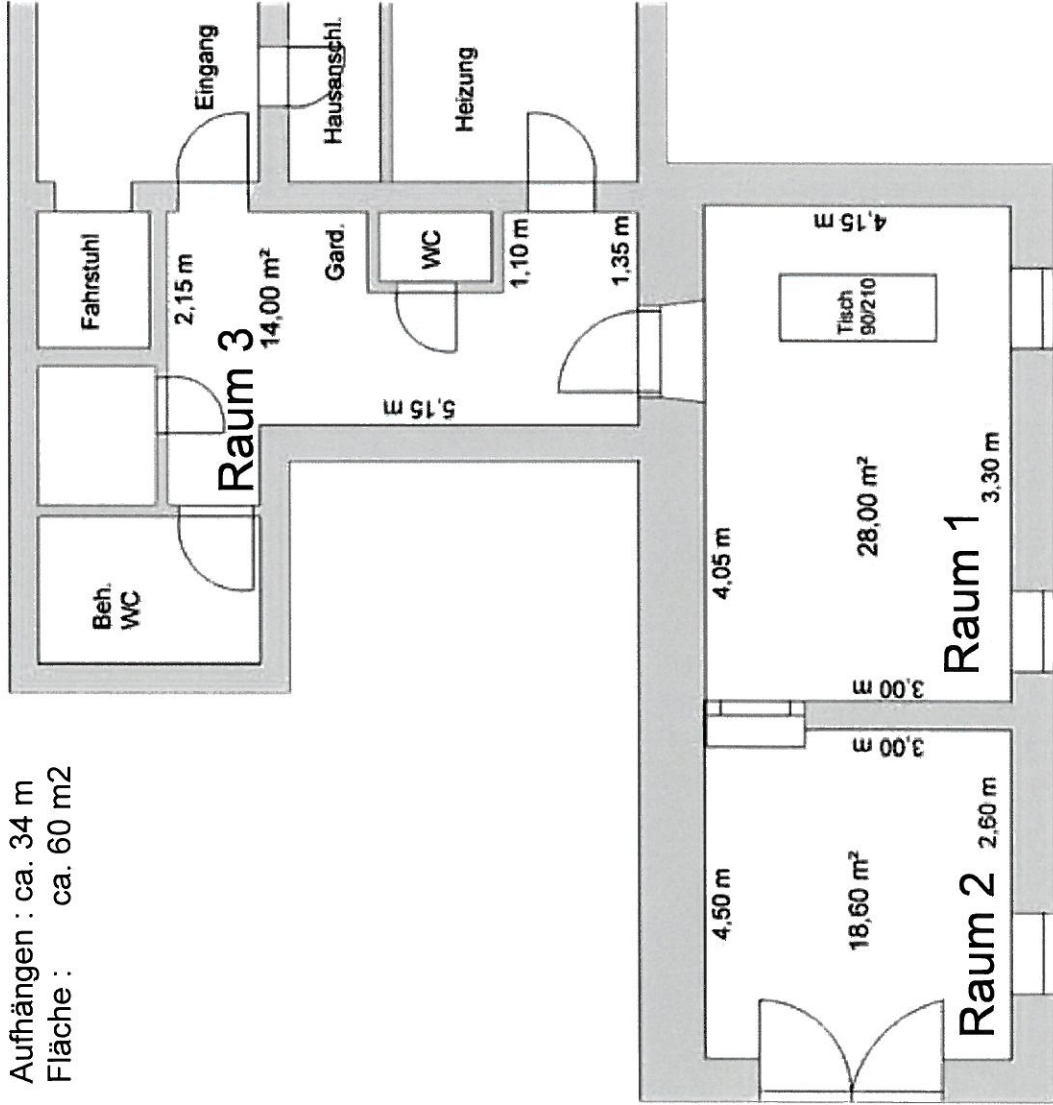 Aufhängen : ca. 34 m
Fläche : ca. 60 m2
Beh.
WC
Fahrstuhl
Eingang
2,15 m
Raum 3
14,00 m²
Gard.
Hausanschl.
WC
Heizung
5,15 m
1,10 m
1,35 m
4,50 m
18,60 m²
Raum 2
2,60 m
3,00 m
3,00 m
4,05 m
28,00 m²
Raum 1
3,30 m
Tisch
90/210
4,15 m